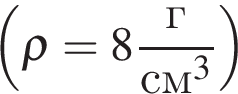 (ρ = 8 г/см³)